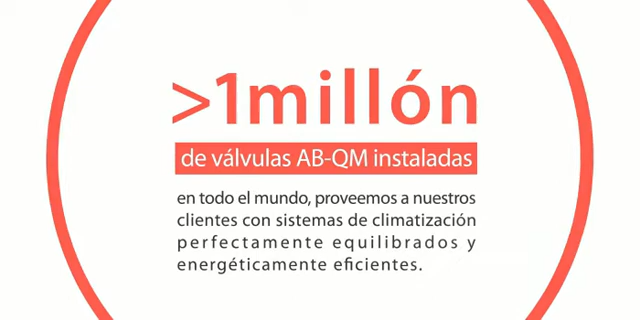 >1millón
de válvulas AB-QM instaladas
en todo el mundo, proveemos a nuestros
clientes con sistemas de climatización
perfectamente equilibrados y
energéticamente eficientes.